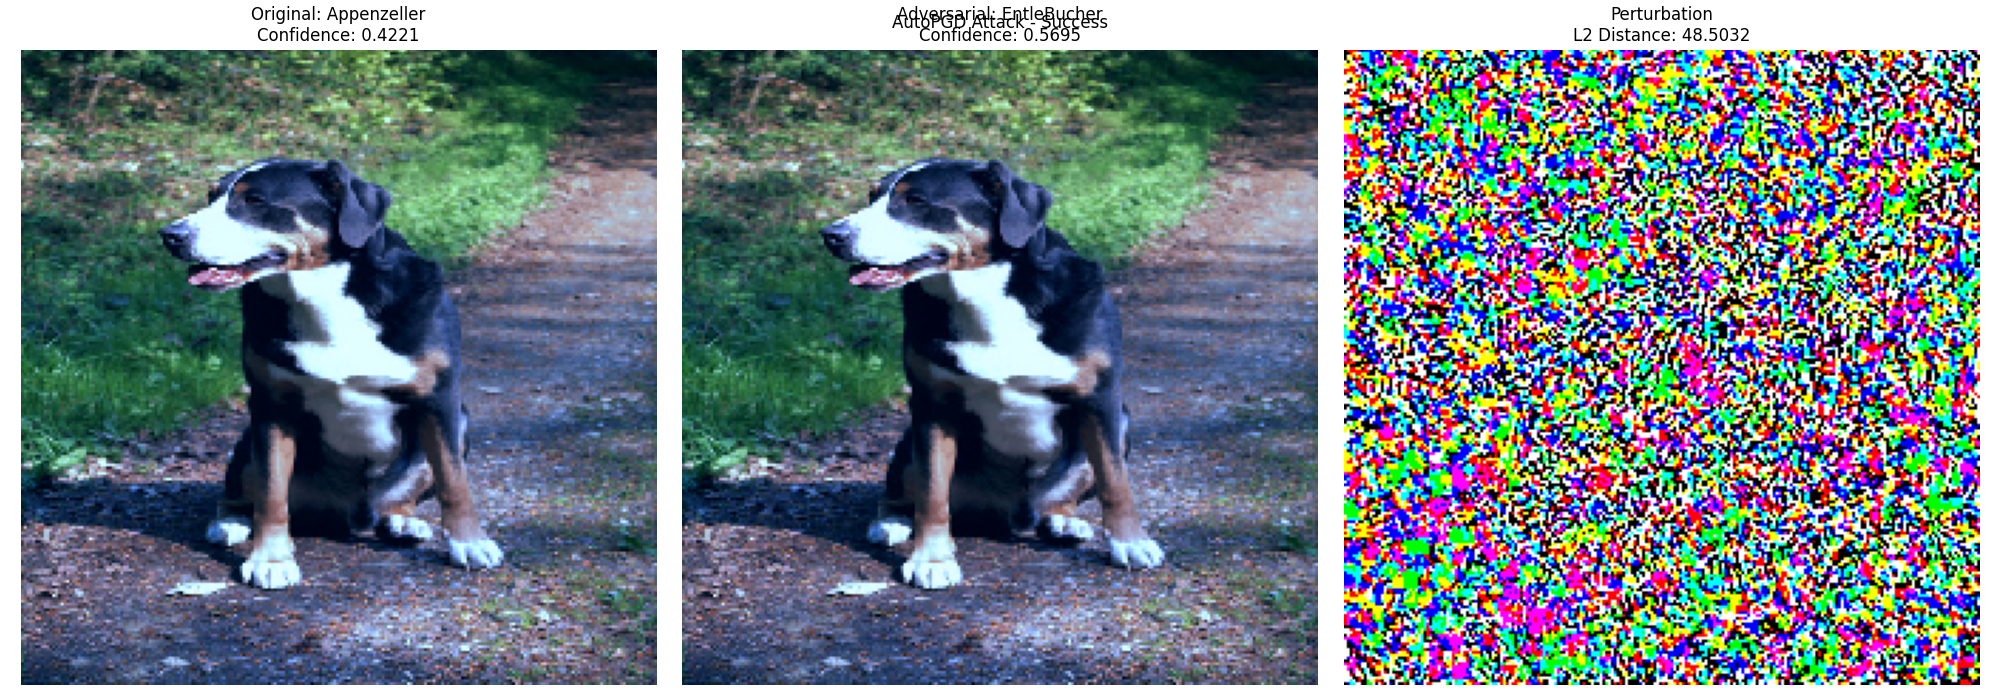 Original: Appenzeller
Confidence: 0.4221
Adversarial: EntleBucher
AutoPGD Attack - Success
Confidence: 0.5695
Perturbation
L2 Distance: 48.5032